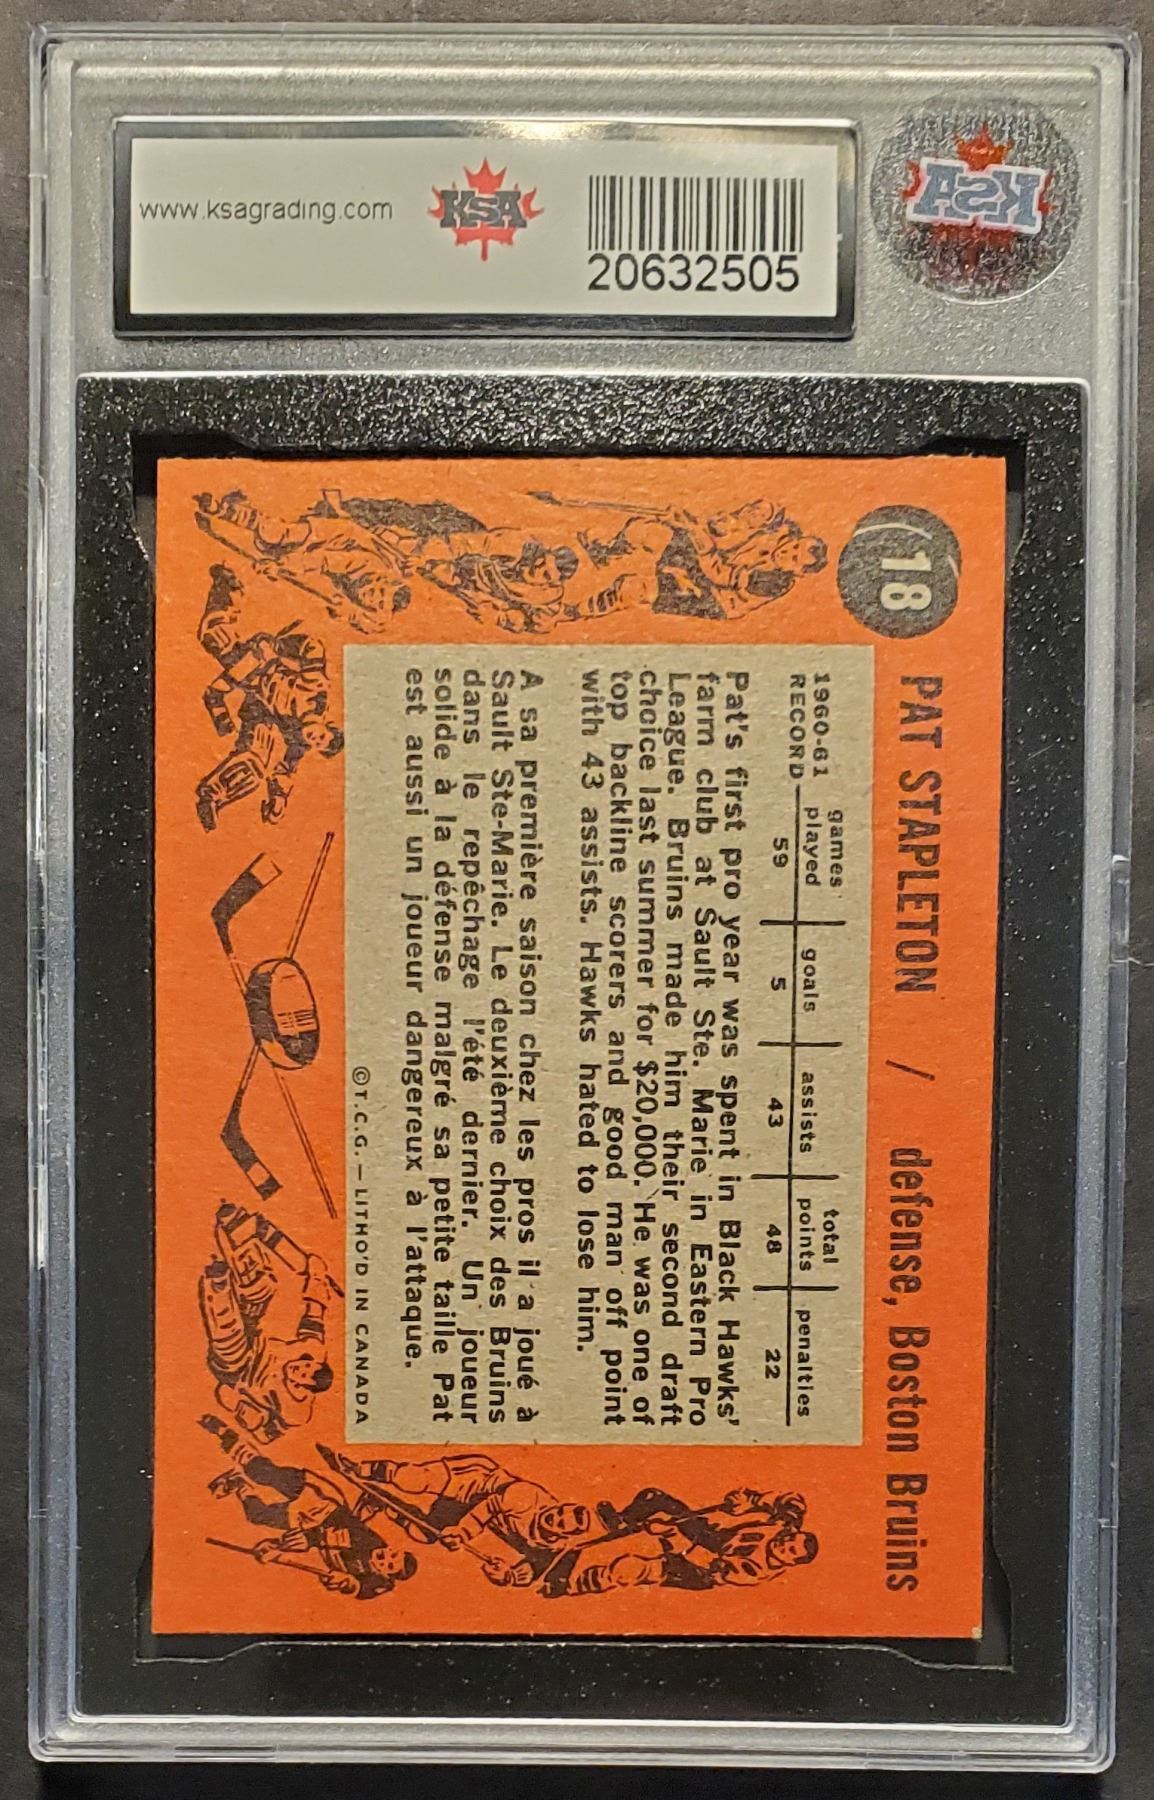 www.ksagrading.com
KSA
20632505
KSA
18
PAT STAPLETON / defense, Boston Bruins
1960-61 games total
RECORD played goals assists points penalties
59 5 43 48 22
Pat's first pro year was spent in Black Hawks'
farm club at Sault Ste. Marie in Eastern Pro
League. Bruins made him their second draft
choice last summer for $20,000. He was one of
top backline scorers and good man off point
with 43 assists. Hawks hated to lose him.
A sa première saison chez les pros il a joué à
Sault Ste-Marie. Le deuxième choix des Bruins
dans le repêchage l'été dernier. Un joueur
solide à la défense malgré sa petite taille Pat
est aussi un joueur dangereux à l'attaque.
©T.C.G.—LITHO'D IN CANADA